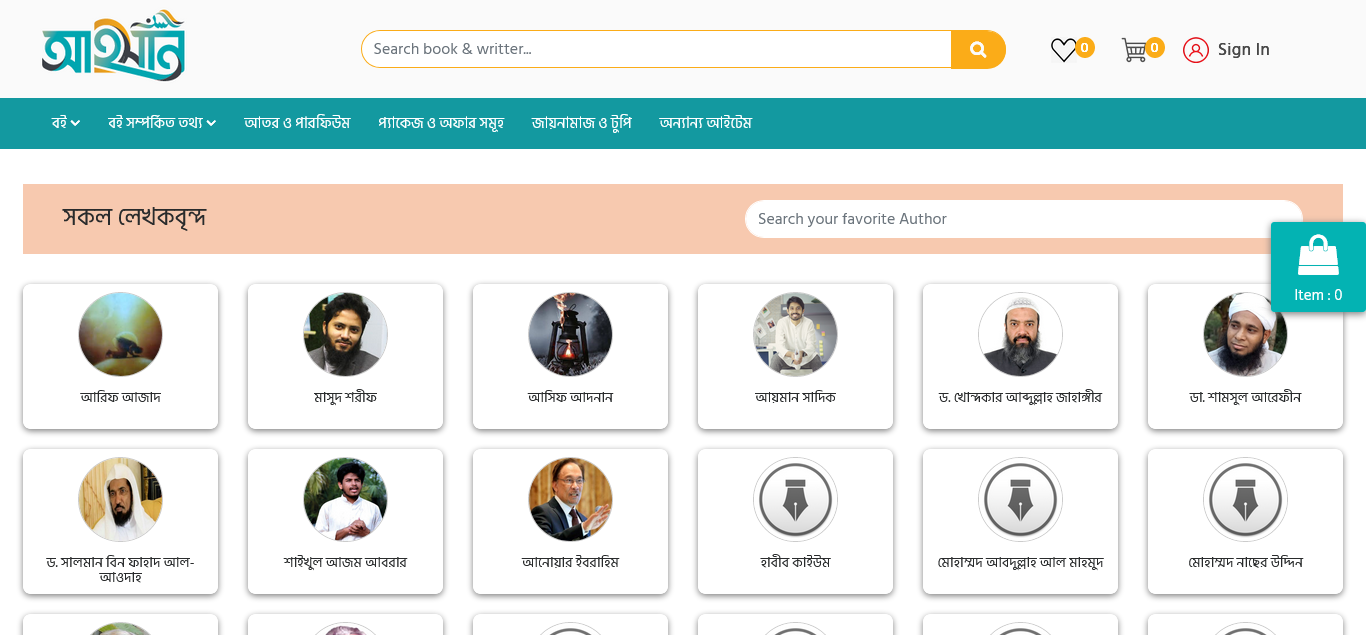 আহসান
Search book & writter...
0
0
Sign In
বই
বই সম্পর্কিত তথ্য
আতর ও পারফিউম
প্যাকেজ ও অফার সমূহ
জায়নামাজ ও টুপি
অন্যান্য আইটেম
সকল লেখকবৃন্দ
Search your favorite Author
Item : 0
আরিফ আজাদ
মাসুদ শরীফ
আসিফ আদনান
আয়মান সাদিক
ড. খোন্দকার আব্দুল্লাহ জাহাঙ্গীর
ডা. শামসুল আরেফীন
ড. সালমান বিন ফাহাদ আল-
আওদাহ
শাইখুল আজম আবরার
আনোয়ার ইবরাহিম
হাবীব কাইউম
মোহাম্মদ আবদুল্লাহ আল মাহমুদ
মোহাম্মদ নাছের উদ্দিন